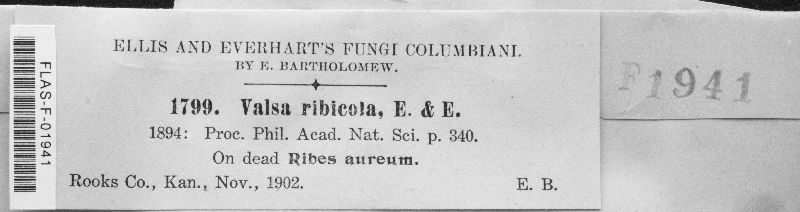 FLAS-F-01941
ELLIS AND EVERHART'S FUNGI COLUMBIANI.
BY E. BARTHOLOMEW.
1799. Valsa ribicola, E. & E.
1894: Proc. Phil. Acad. Nat. Sci. p. 340.
On dead Ribes aureum.
Rooks Co., Kan., Nov., 1902. E. B.
F1941